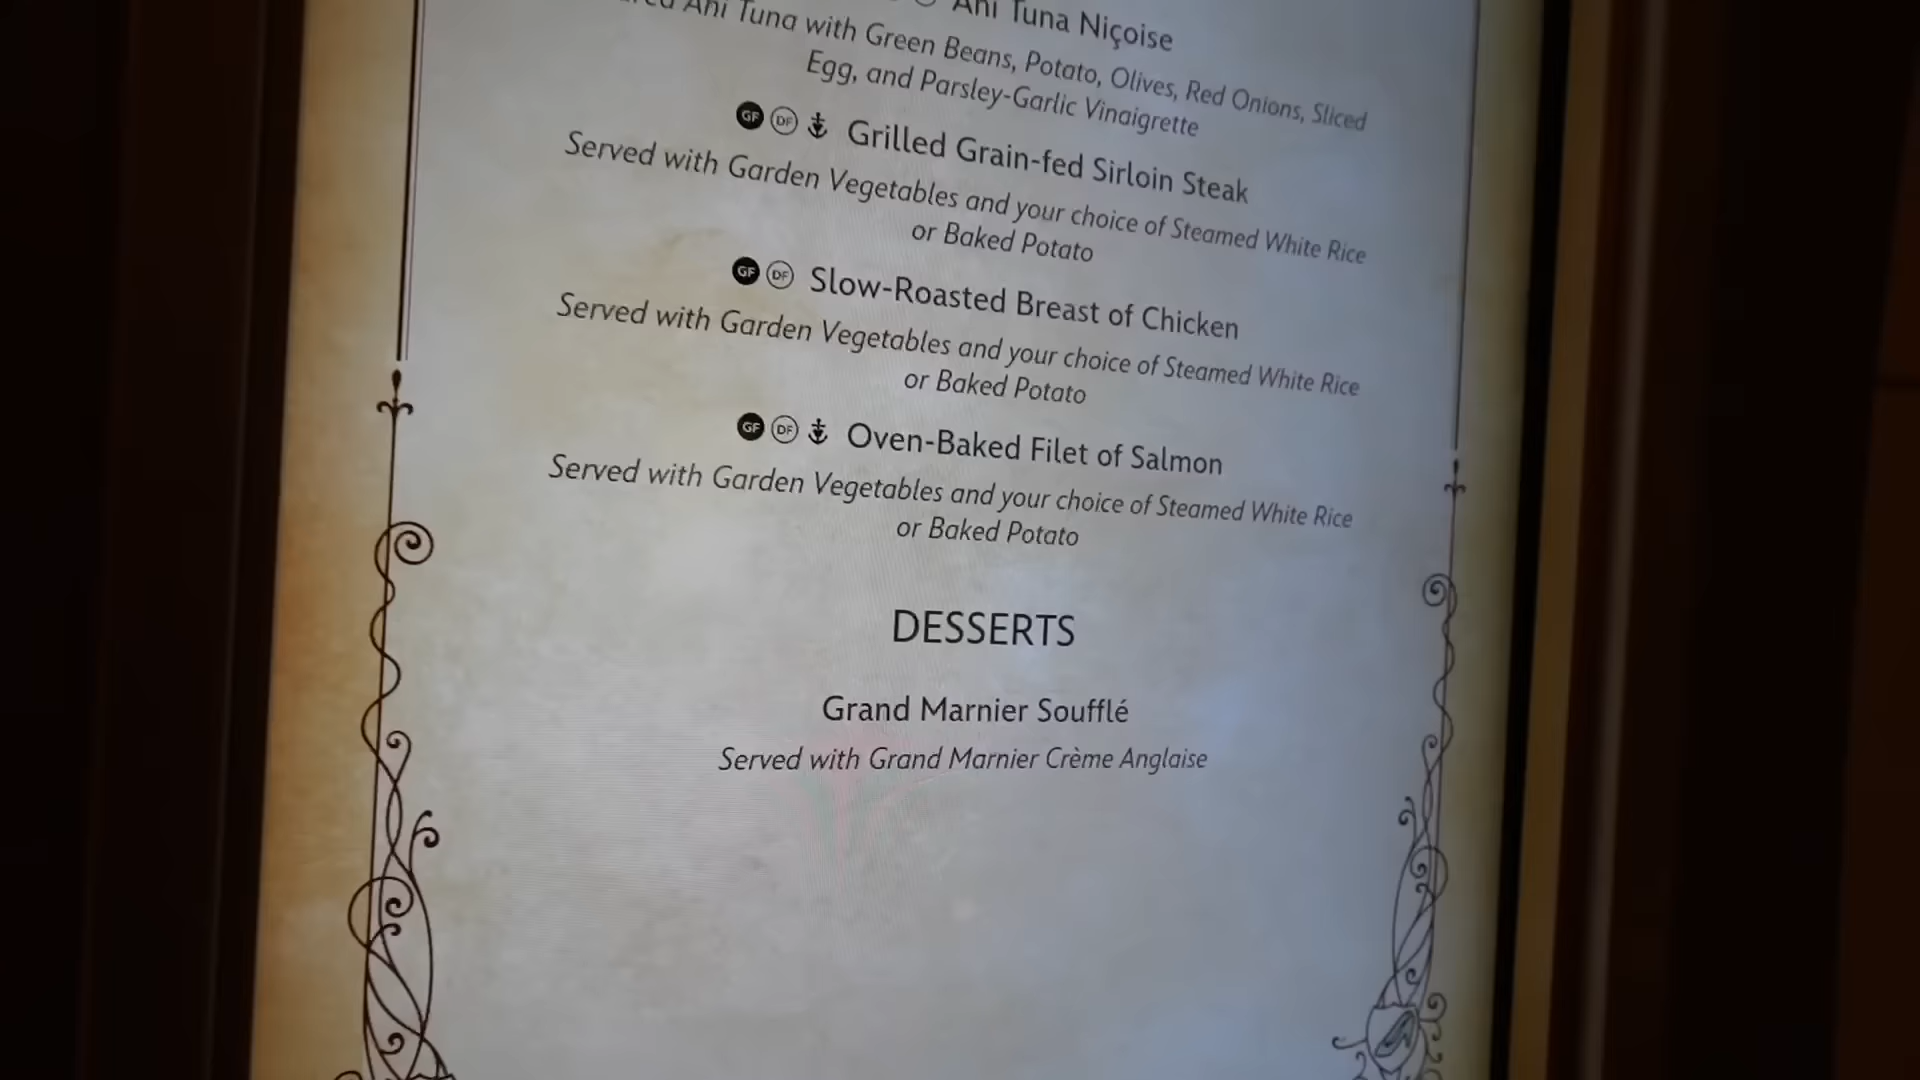 Ahi Tuna Niçoise
Ahi Tuna with Green Beans, Potato, Olives, Red Onions, Sliced
Egg, and Parsley-Garlic Vinaigrette
GF DF Grilled Grain-fed Sirloin Steak
Served with Garden Vegetables and your choice of Steamed White Rice
or Baked Potato
GF DF Slow-Roasted Breast of Chicken
Served with Garden Vegetables and your choice of Steamed White Rice
or Baked Potato
GF DF Oven-Baked Filet of Salmon
Served with Garden Vegetables and your choice of Steamed White Rice
or Baked Potato
DESSERTS
Grand Marnier Soufflé
Served with Grand Marnier Crème Anglaise